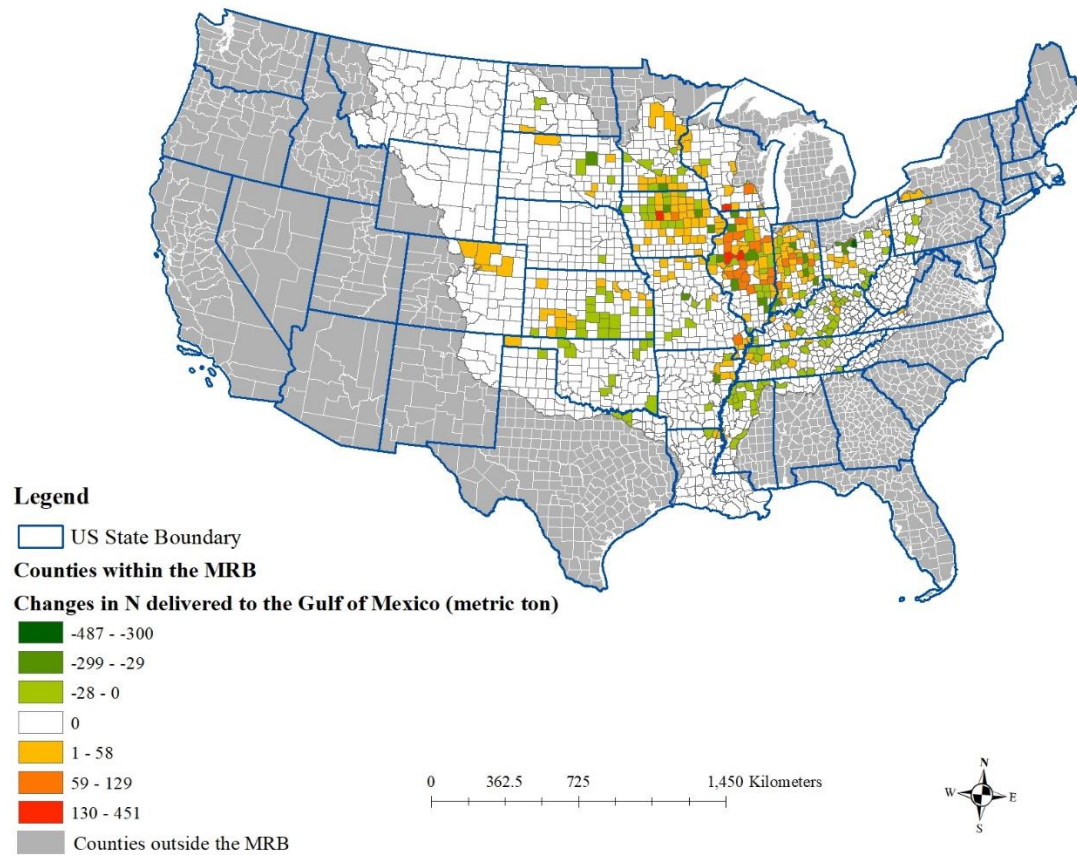 Legend
US State Boundary
Counties within the MRB
Changes in N delivered to the Gulf of Mexico (metric ton)
-487 - -300
-299 - -29
-28 - 0
0
1 - 58
59 - 129
130 - 451
Counties outside the MRB
0 362.5 725 1,450 Kilometers
N
W E
S